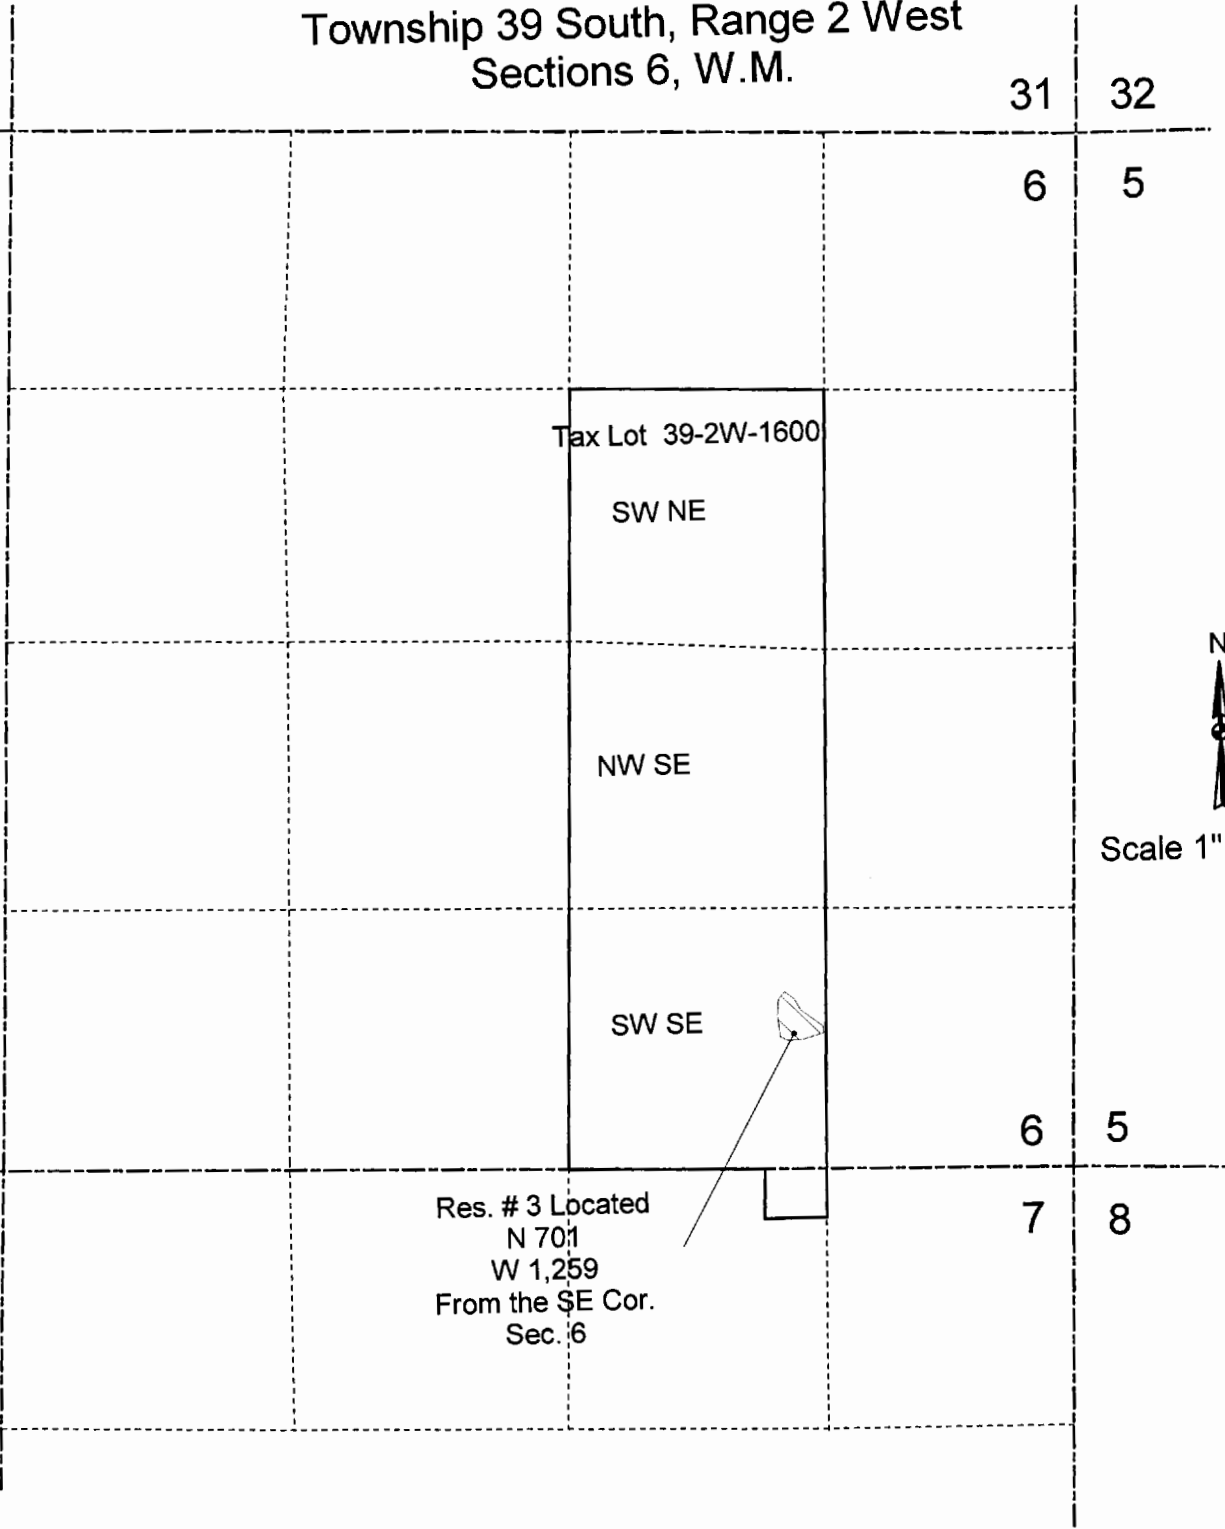 Township 39 South, Range 2 West
Sections 6, W.M.
31 32
6 5
Tax Lot 39-2W-1600
SW NE
N
NW SE
Scale 1"
SW SE
6 5
7 8
Res. # 3 Located
N 701
W 1,259
From the SE Cor.
Sec. 6